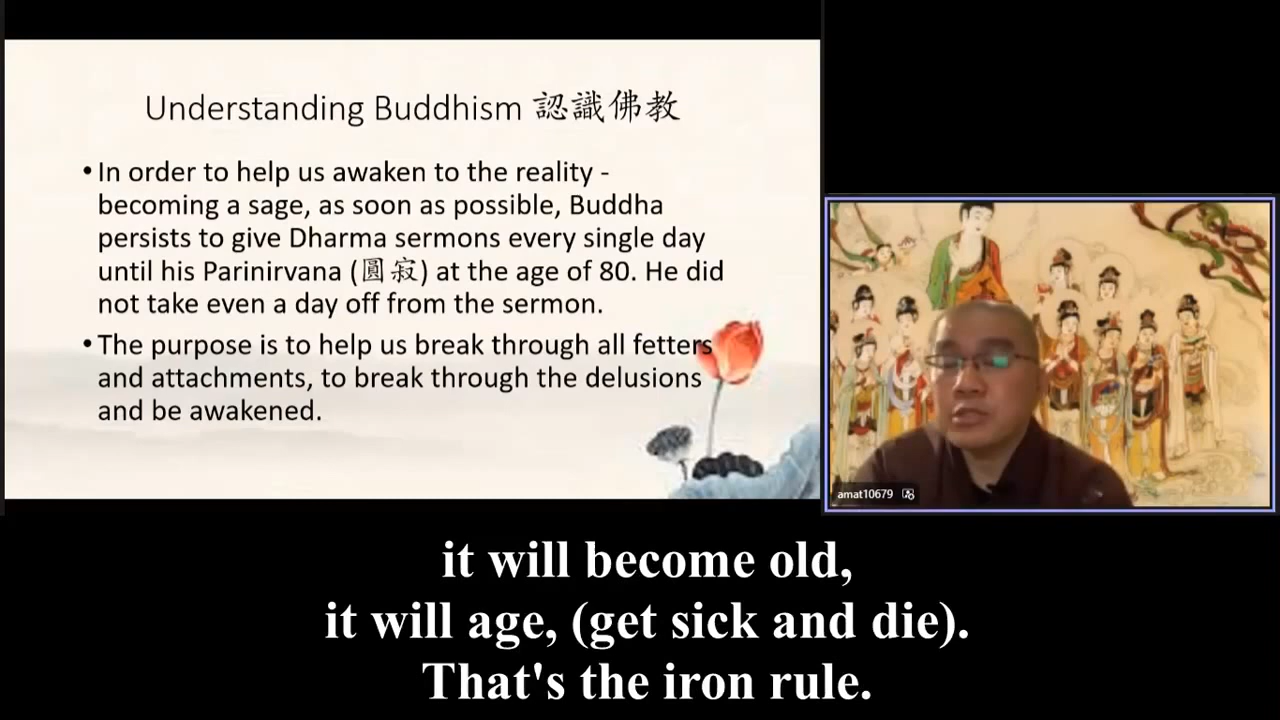 Understanding Buddhism 認識佛教
•In order to help us awaken to the reality -
becoming a sage, as soon as possible, Buddha
persists to give Dharma sermons every single day
until his Parinirvana (圓寂) at the age of 80. He did
not take even a day off from the sermon.
•The purpose is to help us break through all fetters
and attachments, to break through the delusions
and be awakened.
amat10679
it will become old,
it will age, (get sick and die).
That's the iron rule.